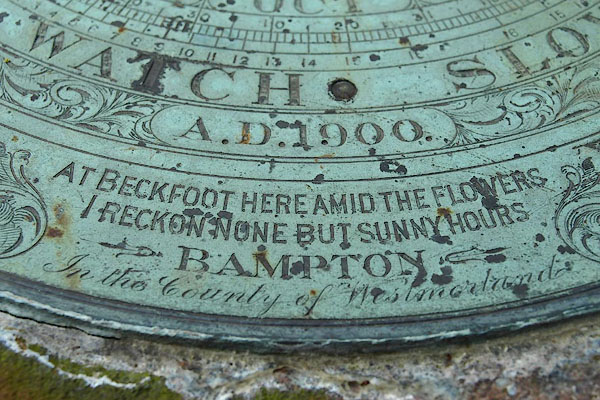 OCT
WATCH SLOW
A.D. 1900.
AT BECKFOOT HERE AMID THE FLOWERS
I RECKON NONE BUT SUNNY HOURS
BAMPTON
In the County of Westmorland